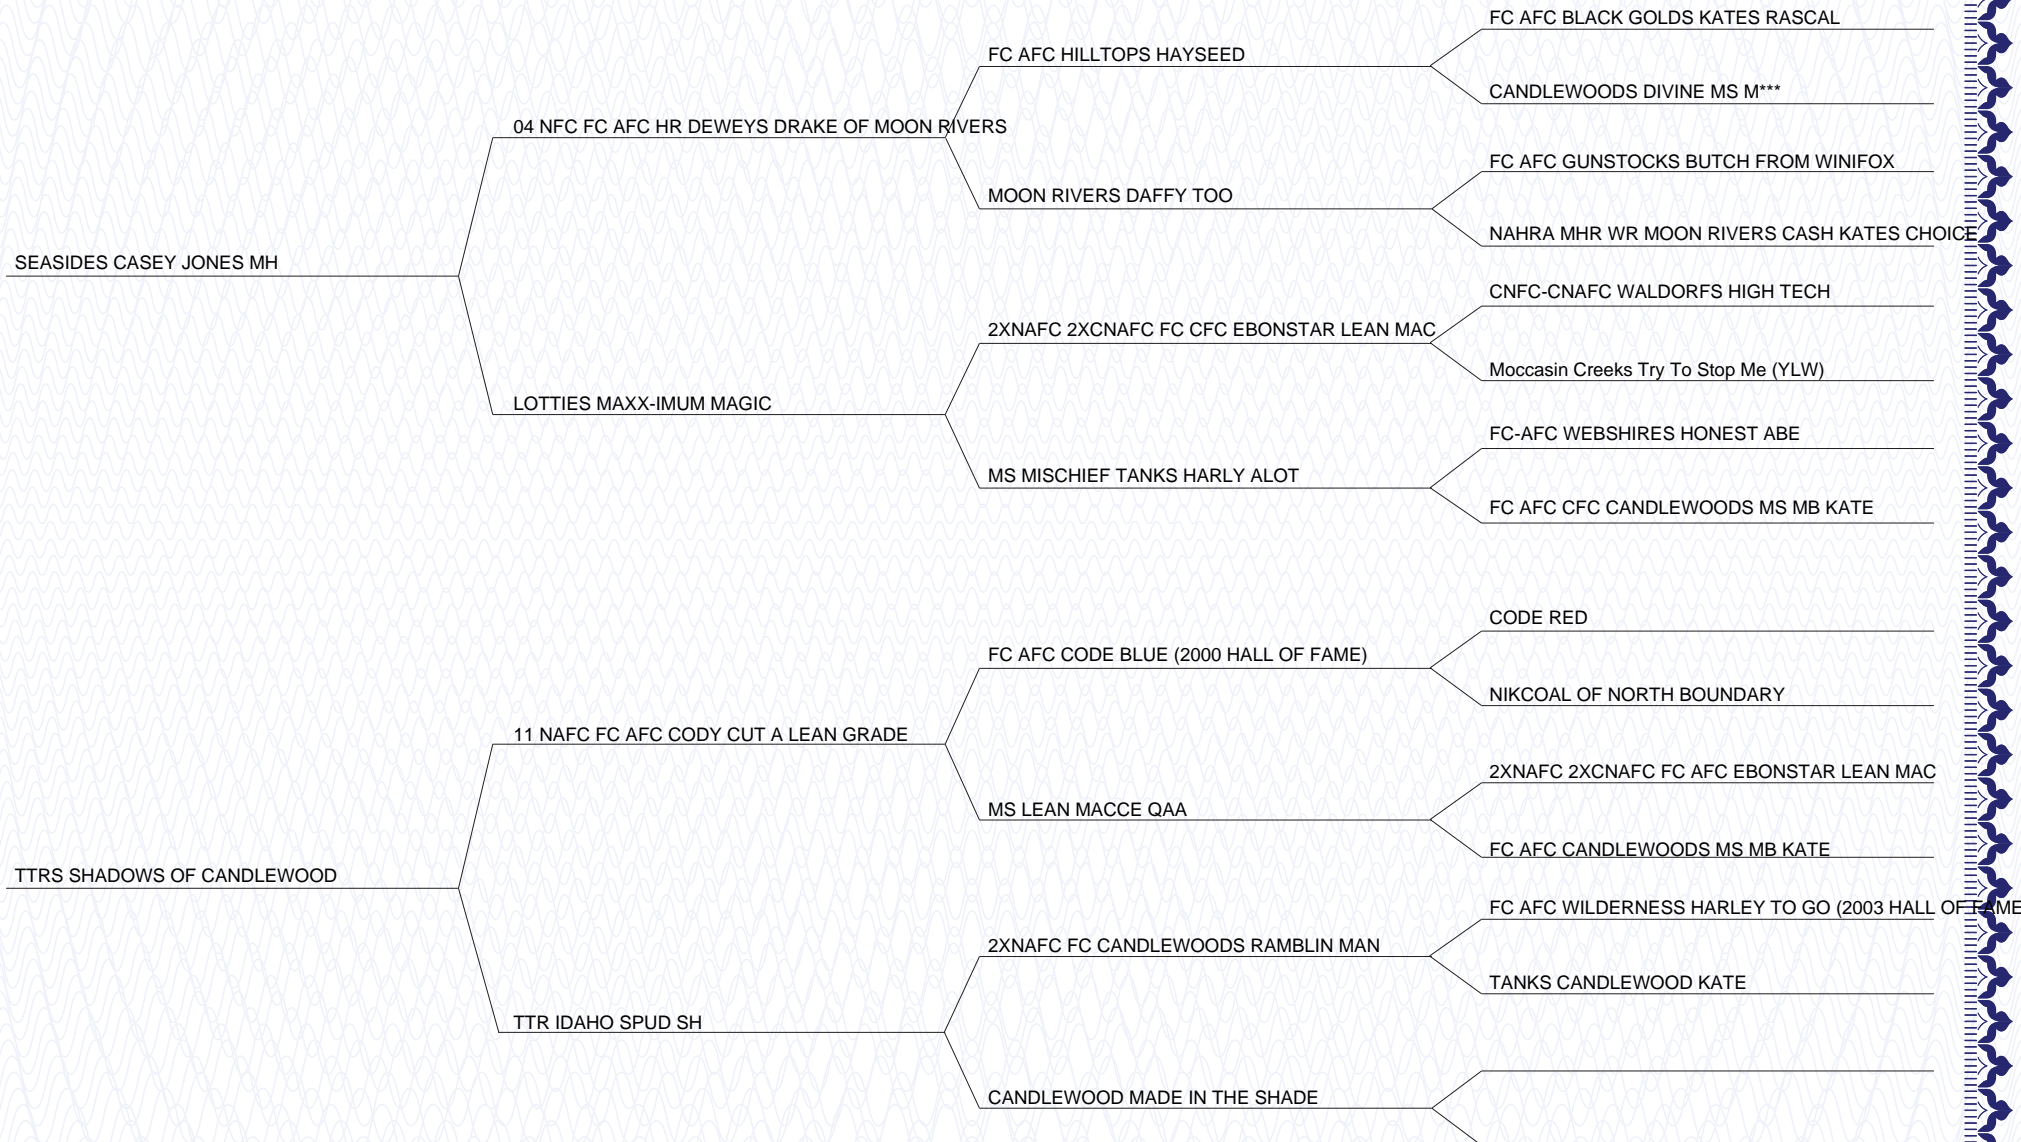 FC AFC BLACK GOLDS KATES RASCAL
FC AFC HILLTOPS HAYSEED
CANDLEWOODS DIVINE MS M***
04 NFC FC AFC HR DEWEYS DRAKE OF MOON RIVERS
FC AFC GUNSTOCKS BUTCH FROM WINIFOX
MOON RIVERS DAFFY TOO
NAHRA MHR WR MOON RIVERS CASH KATES CHOICE
SEASIDES CASEY JONES MH
CNFC-CNAFC WALDORFS HIGH TECH
2XNAFC 2XCNAFC FC CFC EBONSTAR LEAN MAC
Moccasin Creeks Try To Stop Me (YLW)
LOTTIES MAXX-IMUM MAGIC
FC-AFC WEBSHIRES HONEST ABE
MS MISCHIEF TANKS HARLY ALOT
FC AFC CFC CANDLEWOODS MS MB KATE
CODE RED
FC AFC CODE BLUE (2000 HALL OF FAME)
NIKCOAL OF NORTH BOUNDARY
11 NAFC FC AFC CODY CUT A LEAN GRADE
2XNAFC 2XCNAFC FC AFC EBONSTAR LEAN MAC
MS LEAN MACCE QAA
FC AFC CANDLEWOODS MS MB KATE
TTRS SHADOWS OF CANDLEWOOD
FC AFC WILDERNESS HARLEY TO GO (2003 HALL OF FAME
2XNAFC FC CANDLEWOODS RAMBLIN MAN
TANKS CANDLEWOOD KATE
TTR IDAHO SPUD SH
CANDLEWOOD MADE IN THE SHADE